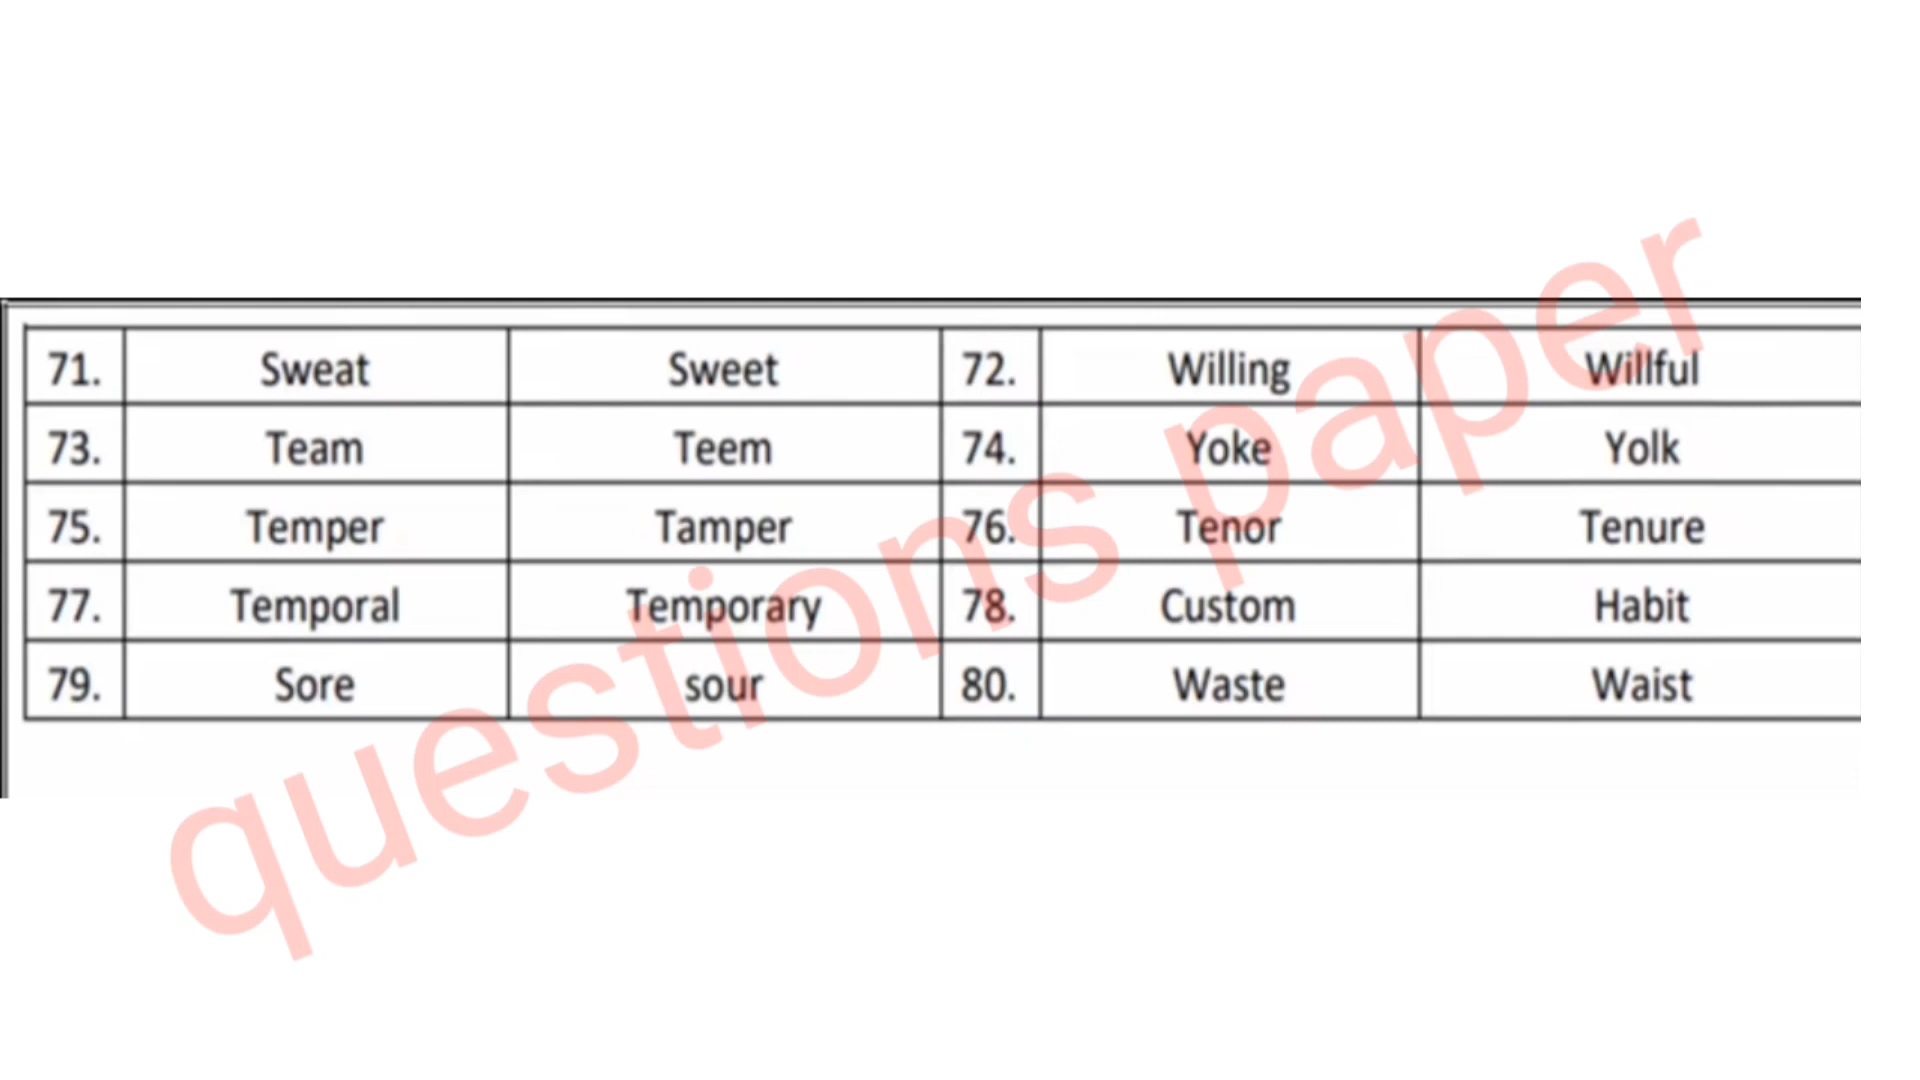 71. Sweat Sweet 72. Willing Willful
73. Team Teem 74. Yoke Yolk
75. Temper Tamper 76. Tenor Tenure
77. Temporal Temporary 78. Custom Habit
79. Sore sour 80. Waste Waist
questions paper